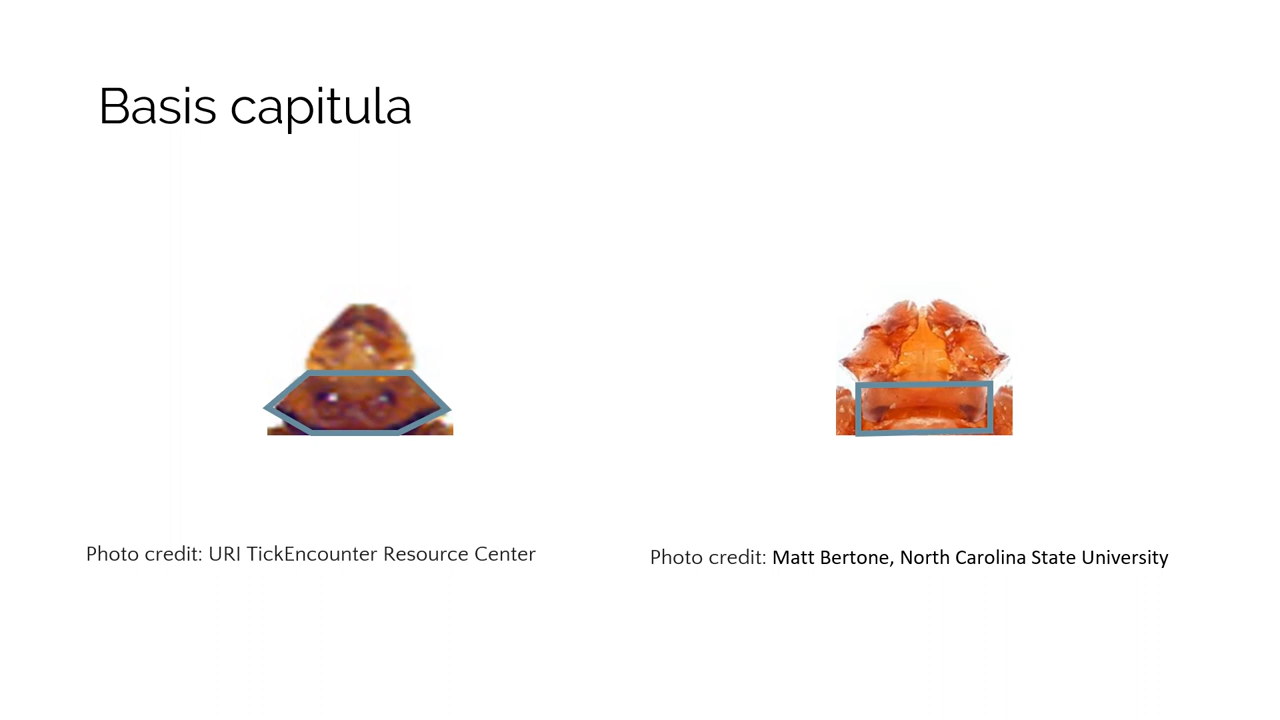 Basis capitula
Photo credit: URI TickEncounter Resource Center
Photo credit: Matt Bertone, North Carolina State University